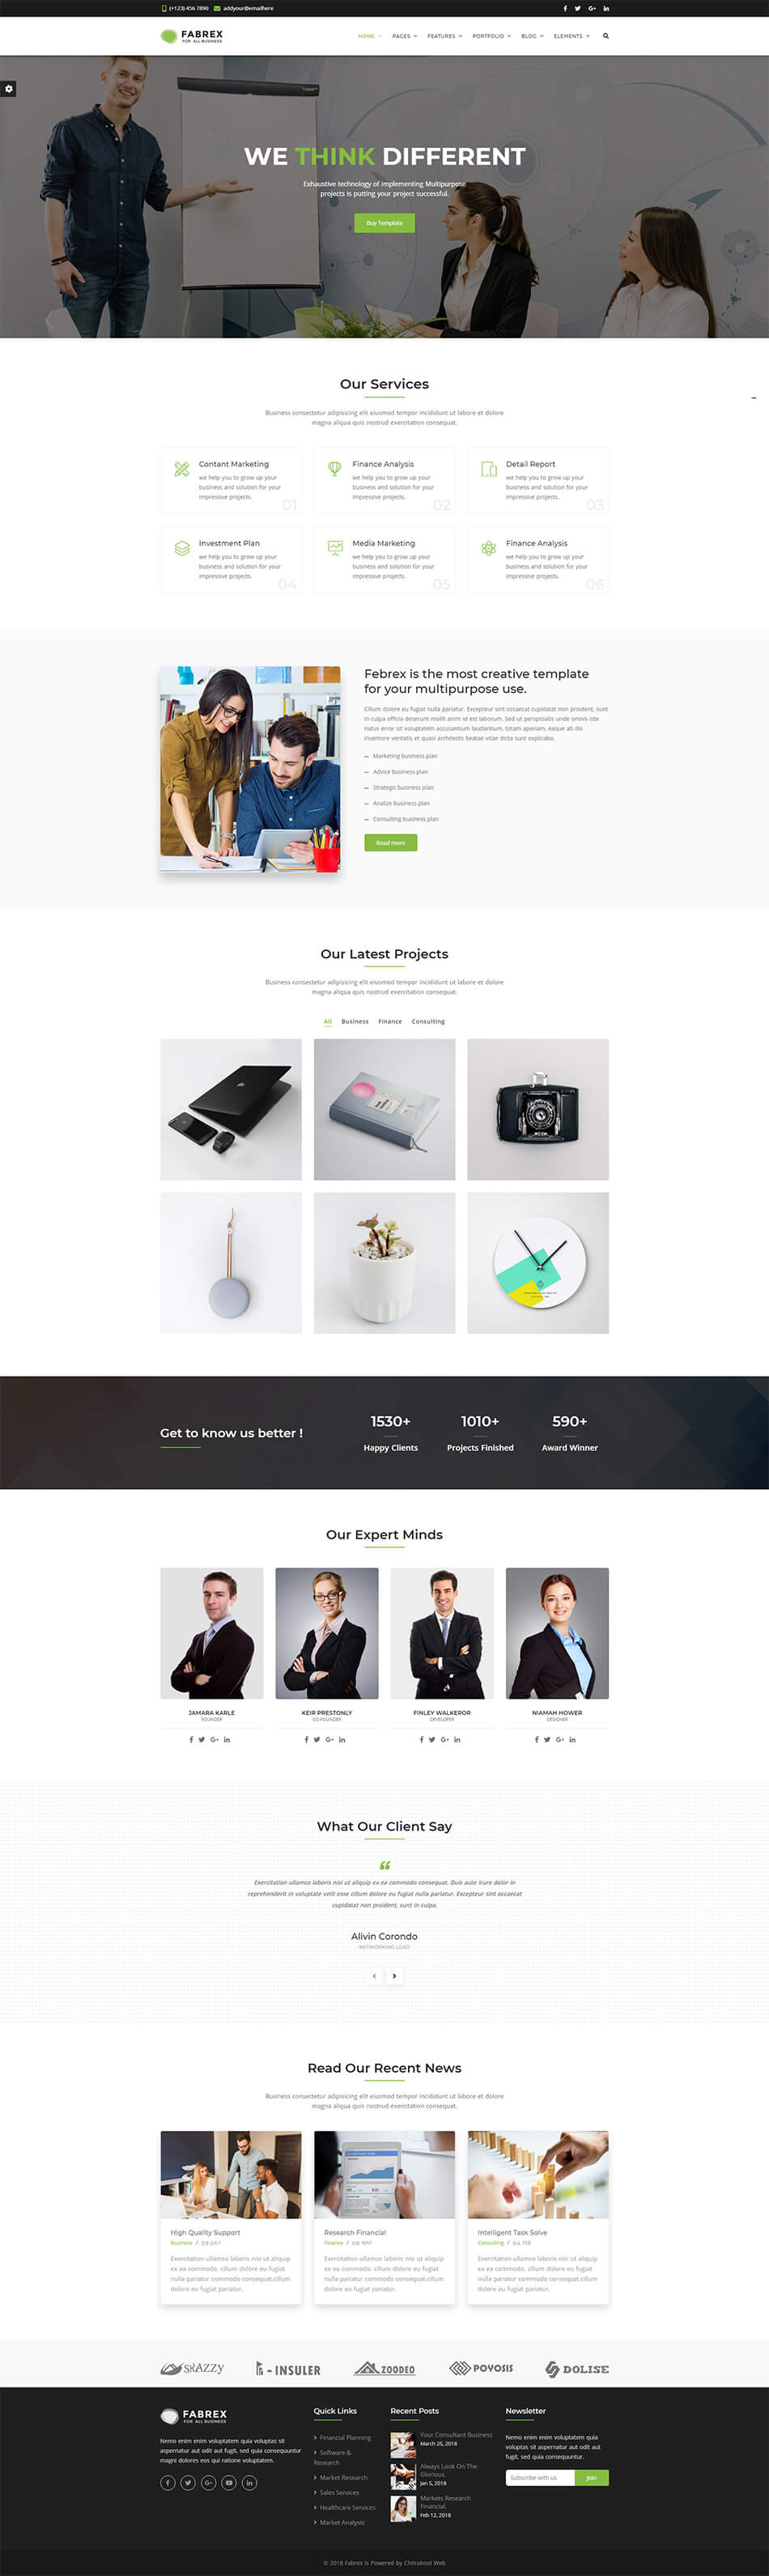 (+123) 456 7890 addyour@emailhere
FABREX
FOR ALL BUSINESS
HOME PAGES FEATURES PORTFOLIO BLOG ELEMENTS
WE THINK DIFFERENT
Exhaustive technology of implementing Multipurpose
projects is putting your project successful.
Buy Template
Our Services
Business consectetur adipisicing elit eiusmod tempor incididunt ut labore et dolore
magna aliqua quis nostrud exercitation consequat.
Contant Marketing
we help you to grow up your
business and solution for your
impressive projects.
01
Finance Analysis
we help you to grow up your
business and solution for your
impressive projects.
02
Detail Report
we help you to grow up your
business and solution for your
impressive projects.
03
Investment Plan
we help you to grow up your
business and solution for your
impressive projects.
04
Media Marketing
we help you to grow up your
business and solution for your
impressive projects.
05
Finance Analysis
we help you to grow up your
business and solution for your
impressive projects.
06
Febrex is the most creative template
for your multipurpose use.
Cillum dolore eu fugiat nulla pariatur. Excepteur sint occaecat cupidatat non proident, sunt
in culpa officia deserunt mollit anim id est laborum. Sed ut perspiciatis unde omnis iste
natus error sit voluptatem accusantium laudantium, totam aperiam, eaque ab illo
inventore veritatis et quasi architecto beatae vitae dicta sunt explicabo.
Marketing business plan
Advice business plan
Strategic business plan
Analize business plan
Consulting business plan
Read more
Our Latest Projects
Business consectetur adipisicing elit eiusmod tempor incididunt ut labore et dolore
magna aliqua quis nostrud exercitation consequat.
All Business Finance Consulting
Get to know us better !
1530+
Happy Clients
1010+
Projects Finished
590+
Award Winner
Our Expert Minds
JAMARA KARLE
FOUNDER
KEIR PRESTONLY
CO-FOUNDER
FINLEY WALKEROR
DEVELOPER
NIAMAH HOWER
DESIGNER
What Our Client Say
Exercitation ullamco laboris nisi ut aliquip ex ea commodo consequat. Duis aute irure dolor in
reprehenderit in voluptate velit esse cillum dolore eu fugiat nulla pariatur. Excepteur sint occaecat
cupidatat non proident, sunt in culpa.
Alivin Corondo
NETWORKING LEAD
Read Our Recent News
Business consectetur adipisicing elit eiusmod tempor incididunt ut labore et dolore
magna aliqua quis nostrud exercitation consequat.
High Quality Support
Business / 09 JULY
Exercitation ullamco laboris nisi ut aliquip
ex ea commodo. cillum dolore eu fugiat
nulla pariatur commodo consequat.cillum
dolore eu fugiat pariatur.
Research Financial
Finance / 08 MAY
Exercitation ullamco laboris nisi ut aliquip
ex ea commodo. cillum dolore eu fugiat
nulla pariatur commodo consequat.cillum
dolore eu fugiat pariatur.
Intelligent Task Solve
Consulting / 04 FEB
Exercitation ullamco laboris nisi ut aliquip
ex ea commodo. cillum dolore eu fugiat
nulla pariatur commodo consequat.cillum
dolore eu fugiat pariatur.
SKAZZY
- INSULER
ZOODEO
POYOSIS
DOLISE
FABREX
FOR ALL BUSINESS
Nemo enim enim voluptatem quia voluptas sit
aspernatur aut odit aut fugit, sed quia consequuntur
magni dolores eos qui ratione voluptatem.
Quick Links
Financial Planning
Software &
Research
Market Research
Sales Services
Healthcare Services
Market Analysis
Recent Posts
Your Consultant Business
March 25, 2018
Always Look On The
Glorious.
Jan 5, 2018
Markets Research
Financial.
Feb 12, 2018
Newsletter
Nemo enim enim voluptatem quia
voluptas sit aspernatur aut odit aut
fugit, sed quia consequuntur.
Subscribe with us Join
© 2018 Fabrex is Powered by Chitrakoot Web